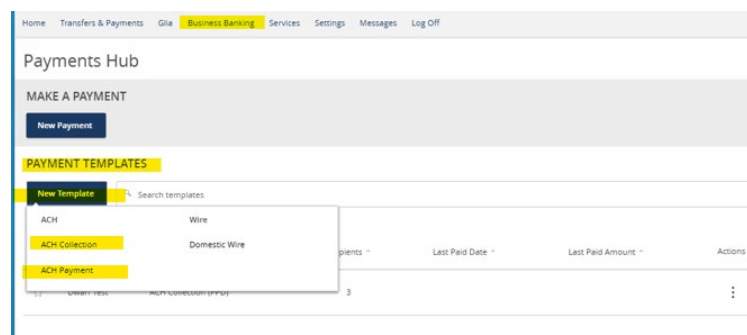 Home Transfers & Payments Glia Business Banking Services Settings Messages Log Off
Payments Hub
MAKE A PAYMENT
New Payment
PAYMENT TEMPLATES
New Template Search templates
ACH Wire
ACH Collection Domestic Wire
ACH Payment
pients Last Paid Date Last Paid Amount Actions
Test ACH Collection (PPD) 3